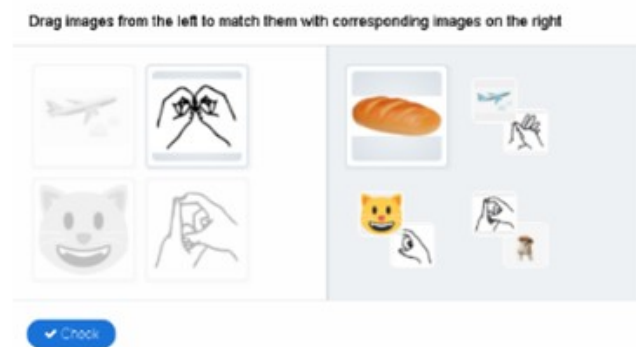 Drag images from the left to match them with corresponding images on the right
Check